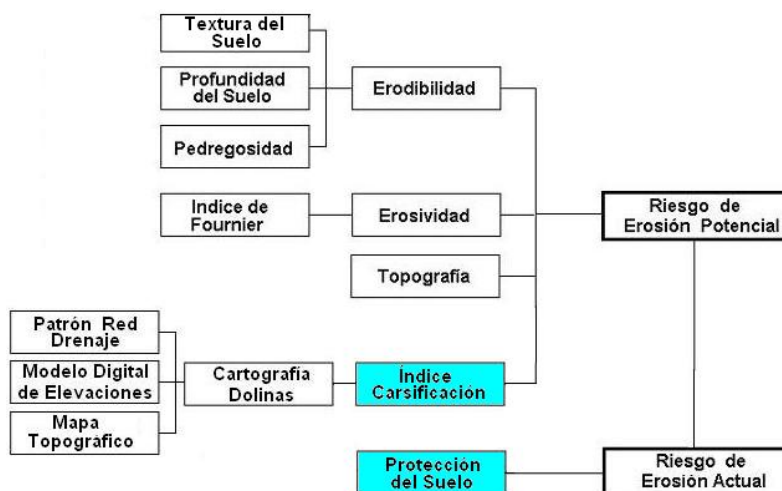 Textura del
Suelo
Profundidad
del Suelo
Erodibilidad
Pedregosidad
Indice de
Fournier
Erosividad
Riesgo de
Erosión Potencial
Topografía
Patrón Red
Drenaje
Modelo Digital
de Elevaciones
Cartografía
Dolinas
Índice
Carsificación
Mapa
Topográfico
Protección
del Suelo
Riesgo de
Erosión Actual